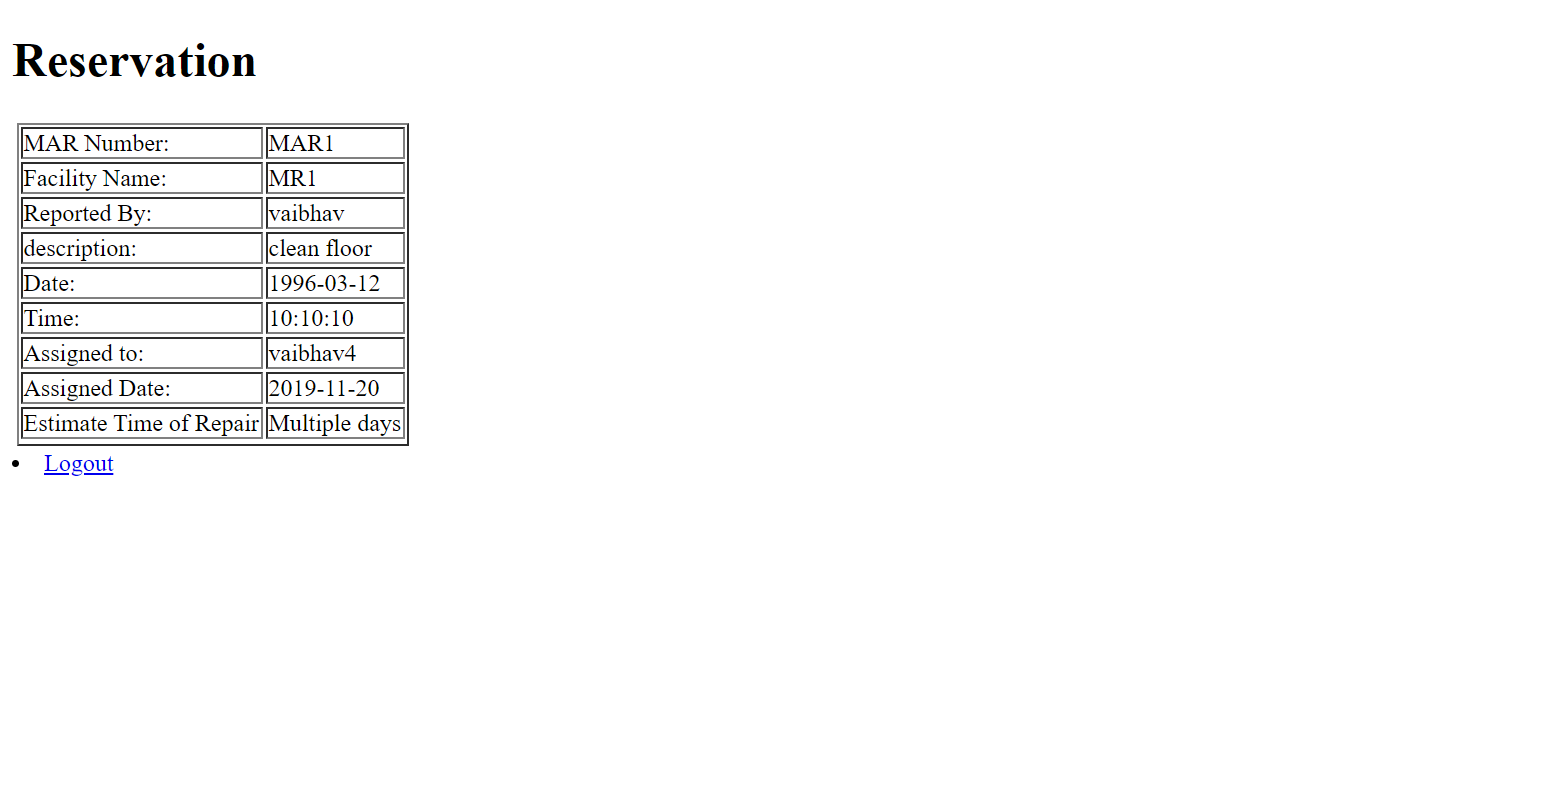 Reservation
MAR Number: MAR1
Facility Name: MR1
Reported By: vaibhav
description: clean floor
Date: 1996-03-12
Time: 10:10:10
Assigned to: vaibhav4
Assigned Date: 2019-11-20
Estimate Time of Repair Multiple days
Logout